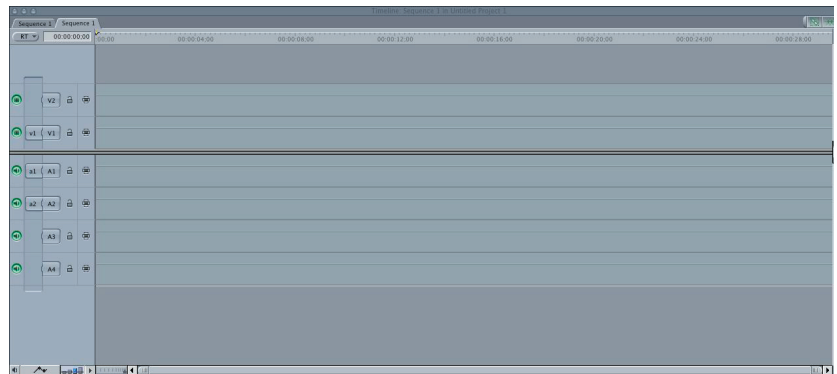 Timeline: Sequence 1 in Untitled Project 1
Sequence 1 Sequence 1
RT 00:00:00;00 00:00 00:00:04;00 00:00:08;00 00:00:12;00 00:00:16;00 00:00:20;00 00:00:24;00 00:00:28;00
V2
v1 V1
a1 A1
a2 A2
A3
A4